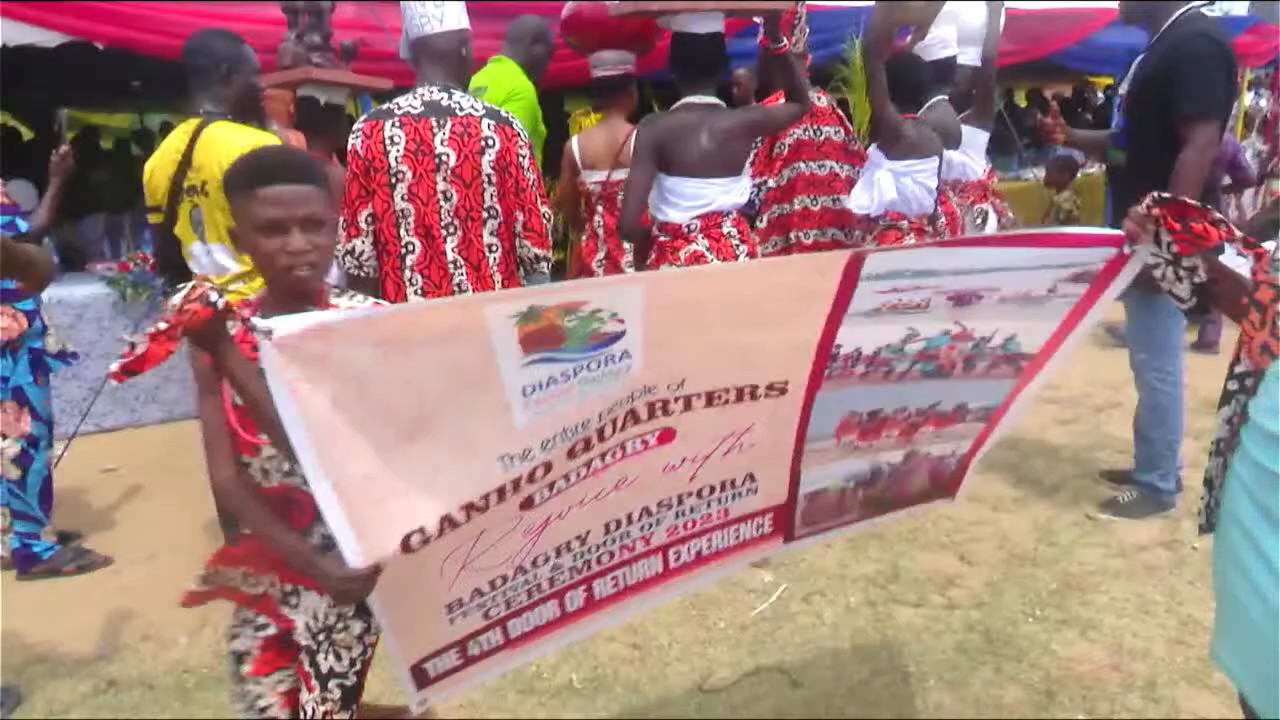 DIASPORA
The entire people of
GANHO QUARTERS
BADAGRY
Rejoice with
BADAGRY DIASPORA
FESTIVAL & DOOR OF RETURN
CEREMONY 2023
THE 4TH DOOR OF RETURN EXPERIENCE